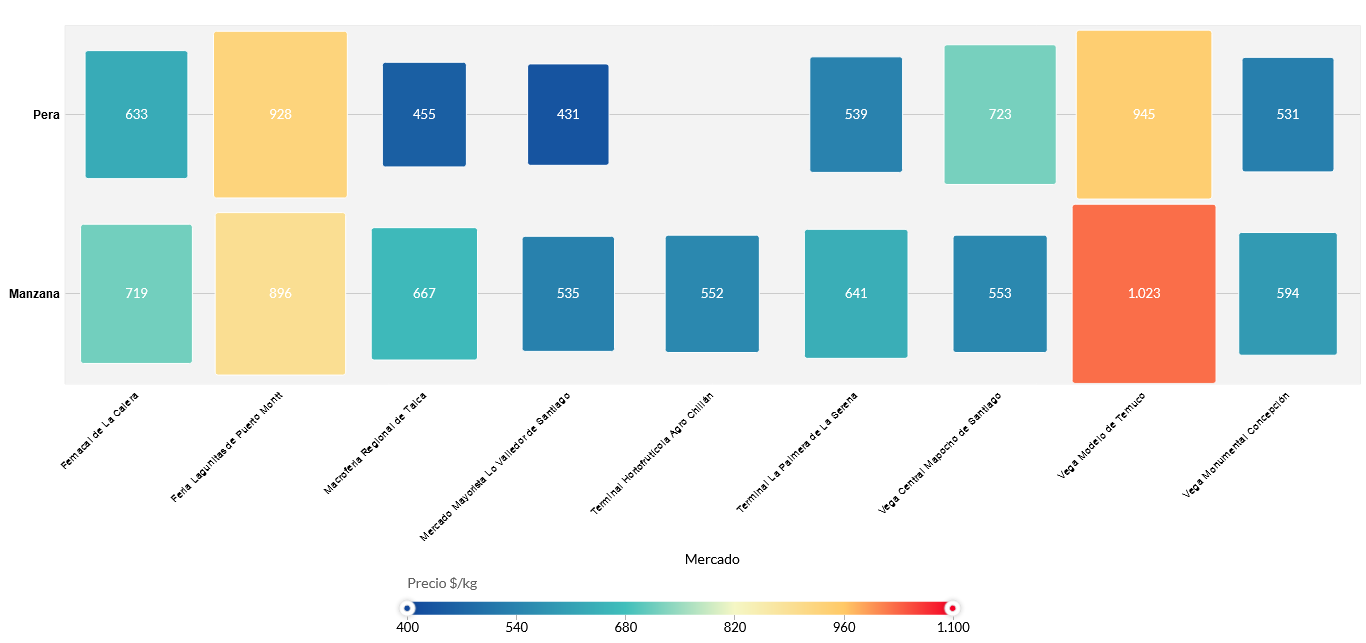 Pera
633
928
455
431
539
723
945
531
Manzana
719
896
667
535
552
641
553
1.023
594
Femacal de La Calera
Feria Lagunitas de Puerto Montt
Macroferia Regional de Talca
Mercado Mayorista Lo Valledor de Santiago
Terminal Hortofrutícola Agro Chillán
Terminal La Palmera de La Serena
Vega Central Mapocho de Santiago
Vega Modelo de Temuco
Vega Monumental Concepción
Mercado
Precio $/kg
400
540
680
820
960
1.100